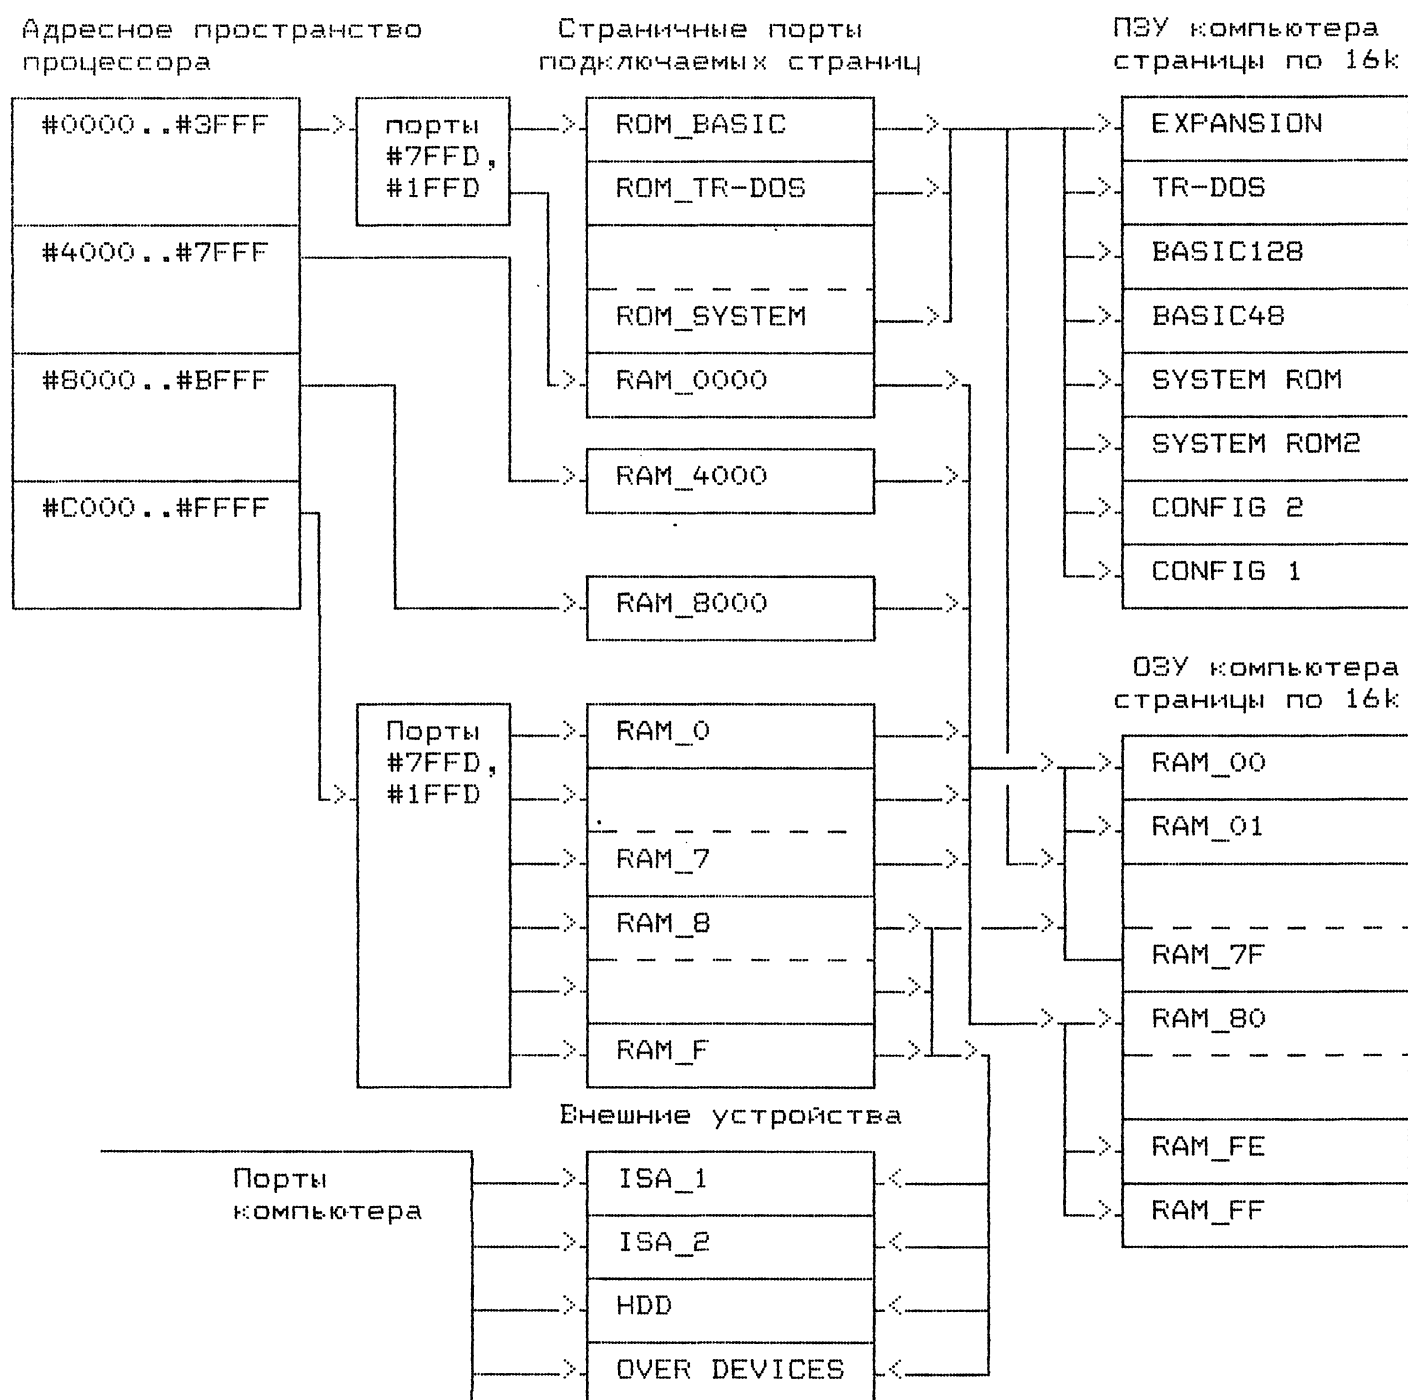 Адресное пространство
процессора
#0000..#3FFF
#4000..#7FFF
#8000..#BFFF
#C000..#FFFF
порты
#7FFD,
#1FFD
Страничные порты
подключаемых страниц
ROM_BASIC
ROM_TR-DOS
ROM_SYSTEM
RAM_0000
RAM_4000
RAM_8000
ПЗУ компьютера
страницы по 16k
EXPANSION
TR-DOS
BASIC128
BASIC48
SYSTEM ROM
SYSTEM ROM2
CONFIG 2
CONFIG 1
Порты
#7FFD,
#1FFD
RAM_0
RAM_7
RAM_8
RAM_F
ОЗУ компьютера
страницы по 16k
RAM_00
RAM_01
RAM_7F
RAM_80
RAM_FE
RAM_FF
Порты
компьютера
Внешние устройства
ISA_1
ISA_2
HDD
OVER DEVICES